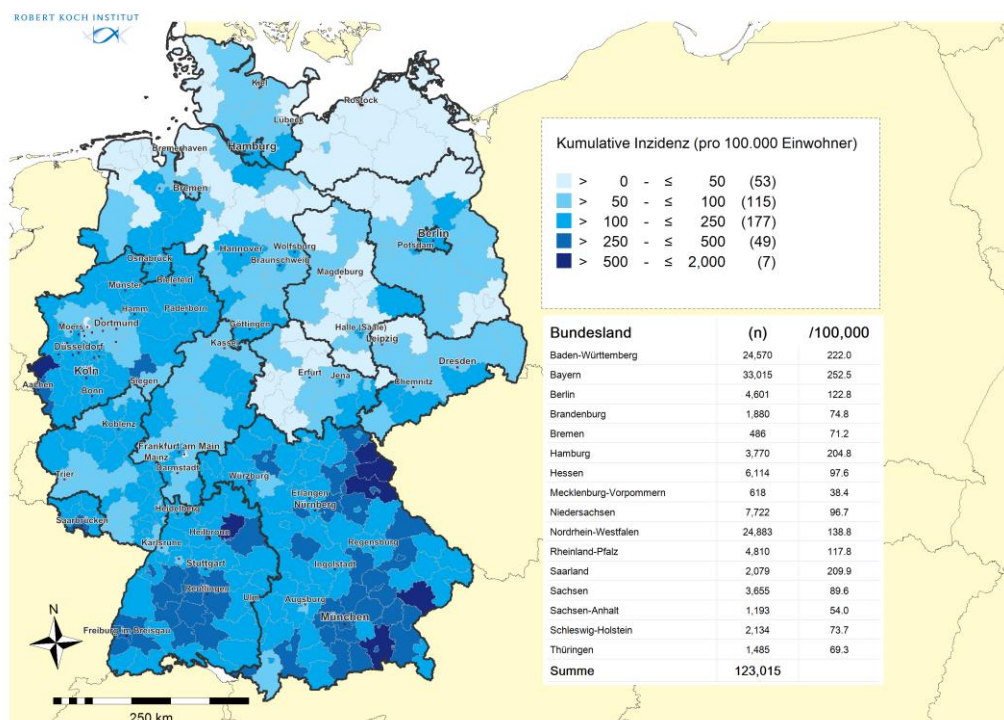 ROBERT KOCH INSTITUT
Kiel
Rostock
Lübeck
Bremerhaven
Hamburg
Bremen
Berlin
Potsdam
Wolfsburg
Hannover
Braunschweig
Osnabrück
Magdeburg
Bielefeld
Münster
Hamm
Paderborn
Göttingen
Halle (Saale)
Moers
Dortmund
Leipzig
Kassel
Düsseldorf
Dresden
Köln
Erfurt
Jena
Aachen
Siegen
Chemnitz
Bonn
Koblenz
Frankfurt am Main
Mainz
Trier
Darmstadt
Würzburg
Erlangen
Nürnberg
Heidelberg
Saarbrücken
Heilbronn
Karlsruhe
Regensburg
Stuttgart
Ingolstadt
Reutlingen
Ulm
Augsburg
München
Freiburg im Breisgau
N
250 km
Kumulative Inzidenz (pro 100.000 Einwohner)
> 0 - ≤ 50 (53)
> 50 - ≤ 100 (115)
> 100 - ≤ 250 (177)
> 250 - ≤ 500 (49)
> 500 - ≤ 2,000 (7)
Bundesland (n) /100,000
Baden-Württemberg 24,570 222.0
Bayern 33,015 252.5
Berlin 4,601 122.8
Brandenburg 1,880 74.8
Bremen 486 71.2
Hamburg 3,770 204.8
Hessen 6,114 97.6
Mecklenburg-Vorpommern 618 38.4
Niedersachsen 7,722 96.7
Nordrhein-Westfalen 24,883 138.8
Rheinland-Pfalz 4,810 117.8
Saarland 2,079 209.9
Sachsen 3,655 89.6
Sachsen-Anhalt 1,193 54.0
Schleswig-Holstein 2,134 73.7
Thüringen 1,485 69.3
Summe 123,015